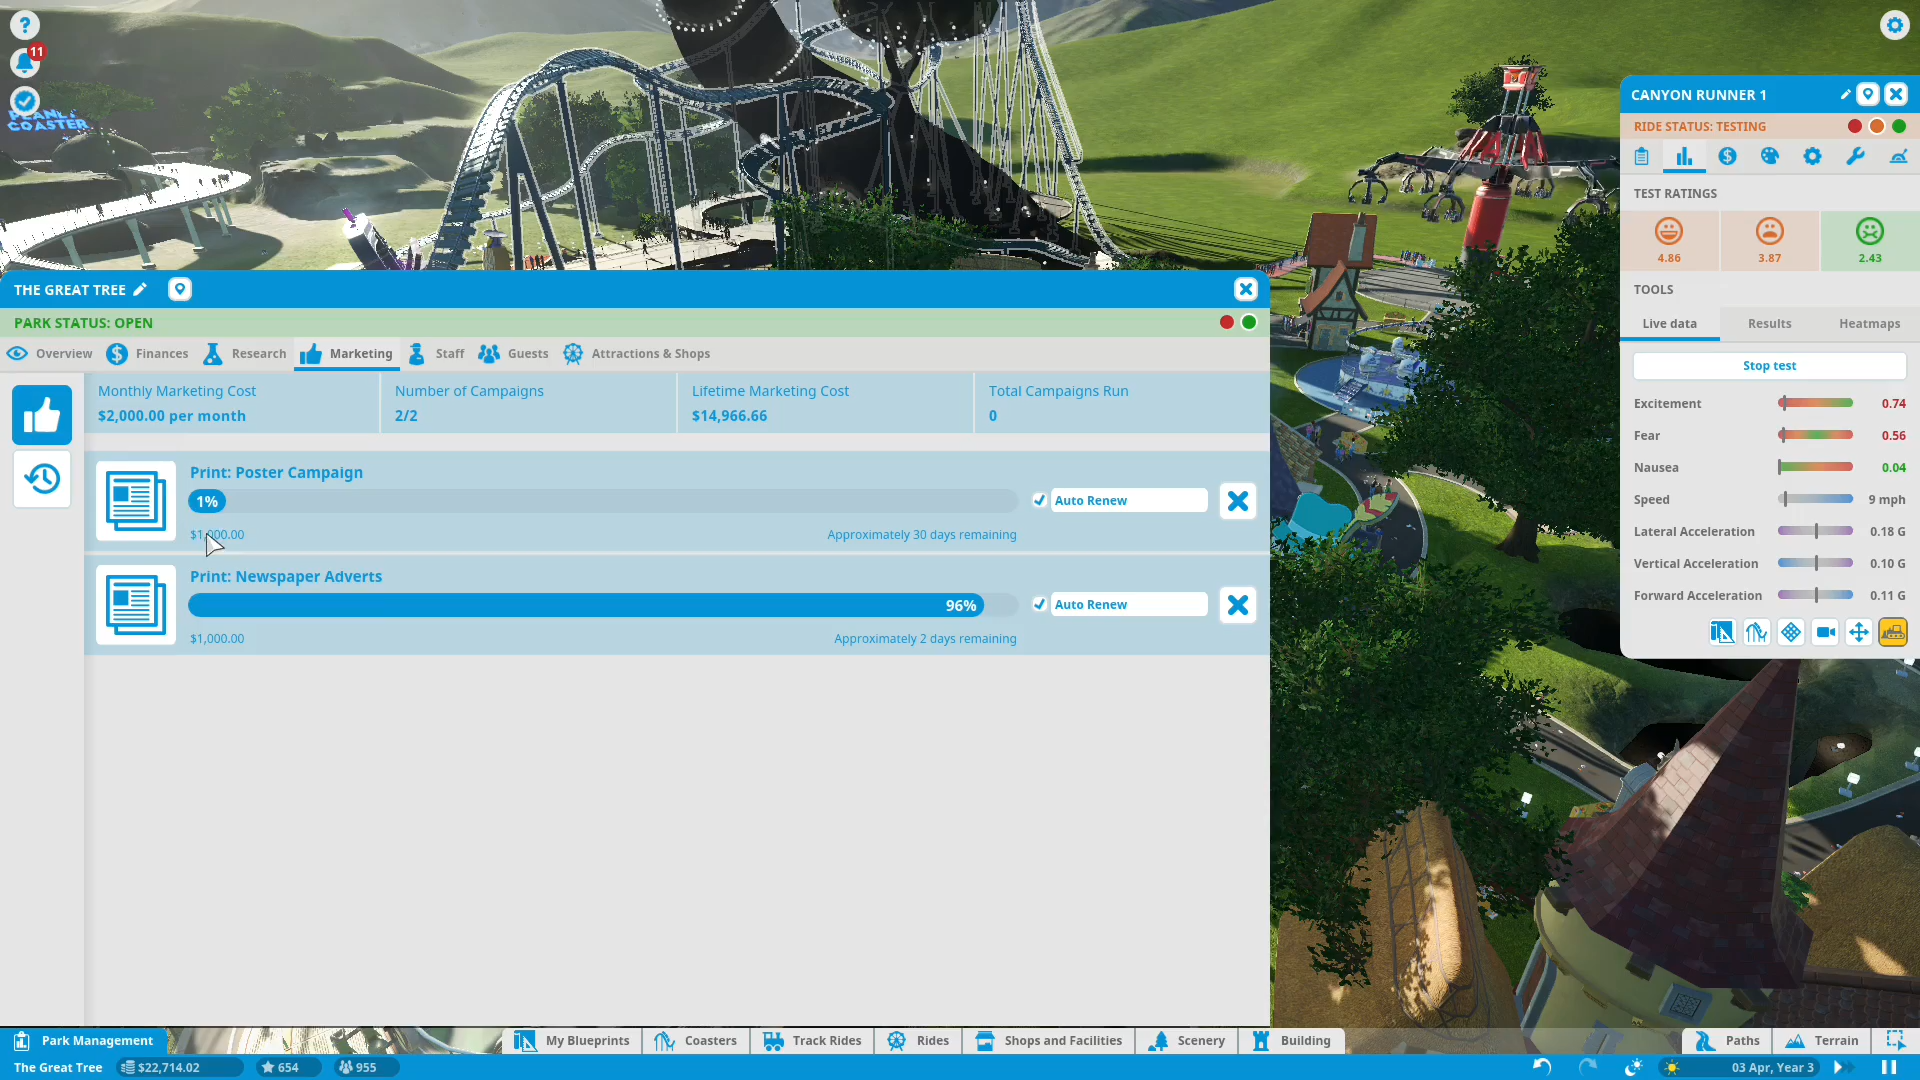 ?
11
PLANET
COASTER
THE GREAT TREE
PARK STATUS: OPEN
Overview
Finances
Research
Marketing
Staff
Guests
Attractions & Shops
Monthly Marketing Cost
$2,000.00 per month
Number of Campaigns
2/2
Lifetime Marketing Cost
$14,966.66
Total Campaigns Run
0
Print: Poster Campaign
1%
Auto Renew
$1,000.00
Approximately 30 days remaining
Print: Newspaper Adverts
96%
Auto Renew
$1,000.00
Approximately 2 days remaining
CANYON RUNNER 1
RIDE STATUS: TESTING
TEST RATINGS
4.86
3.87
2.43
TOOLS
Live data
Results
Heatmaps
Stop test
Excitement 0.74
Fear 0.56
Nausea 0.04
Speed 9 mph
Lateral Acceleration 0.18 G
Vertical Acceleration 0.10 G
Forward Acceleration 0.11 G
Park Management
My Blueprints
Coasters
Track Rides
Rides
Shops and Facilities
Scenery
Building
Paths
Terrain
The Great Tree
$22,714.02
654
955
03 Apr, Year 3